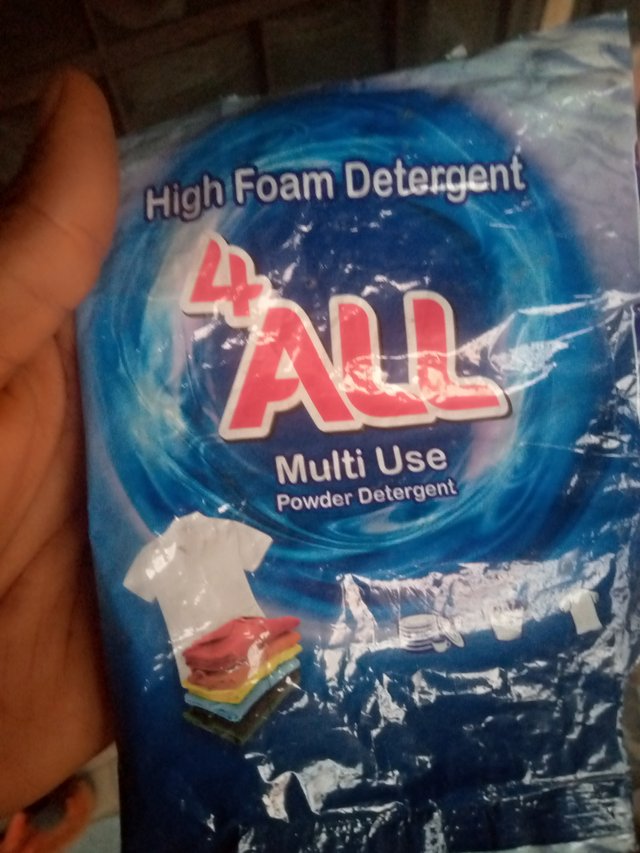 High Foam Detergent
4
ALL
Multi Use
Powder Detergent